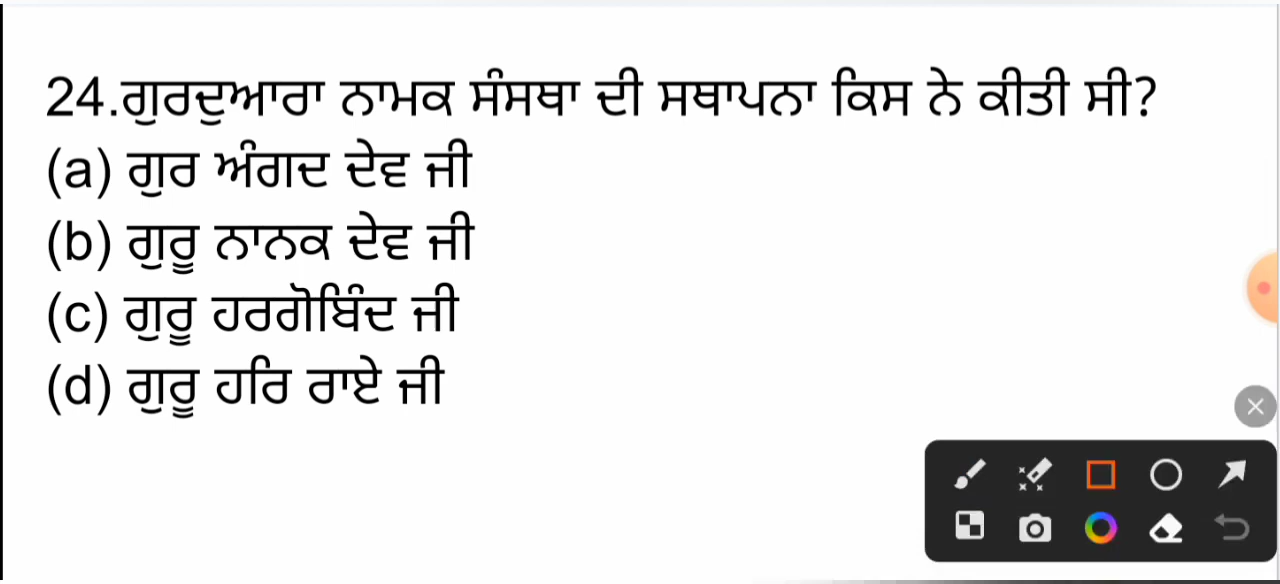 24.ਗੁਰਦੁਆਰਾ ਨਾਮਕ ਸੰਸਥਾ ਦੀ ਸਥਾਪਨਾ ਕਿਸ ਨੇ ਕੀਤੀ ਸੀ?
(a) ਗੁਰ ਅੰਗਦ ਦੇਵ ਜੀ
(b) ਗੁਰੂ ਨਾਨਕ ਦੇਵ ਜੀ
(c) ਗੁਰੂ ਹਰਗੋਬਿੰਦ ਜੀ
(d) ਗੁਰੂ ਹਰਿ ਰਾਏ ਜੀ